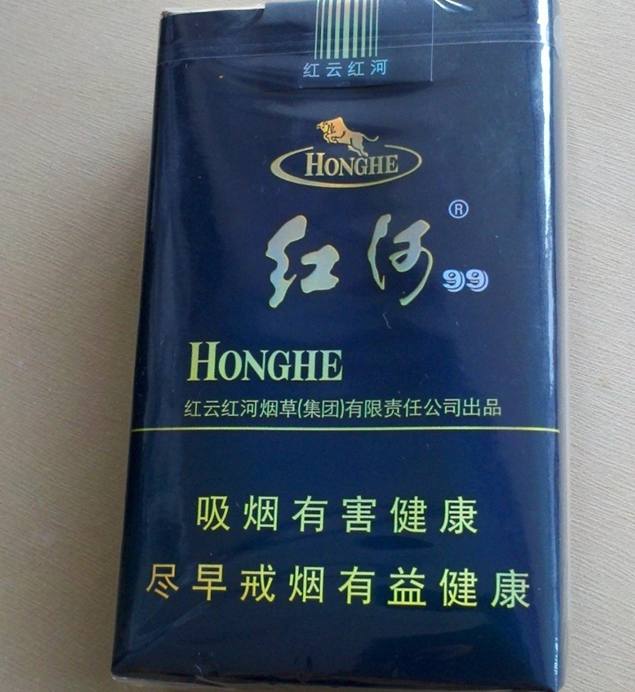 红云红河
HONGHE
®
红河99
HONGHE
红云红河烟草(集团)有限责任公司出品
吸烟有害健康
尽早戒烟有益健康